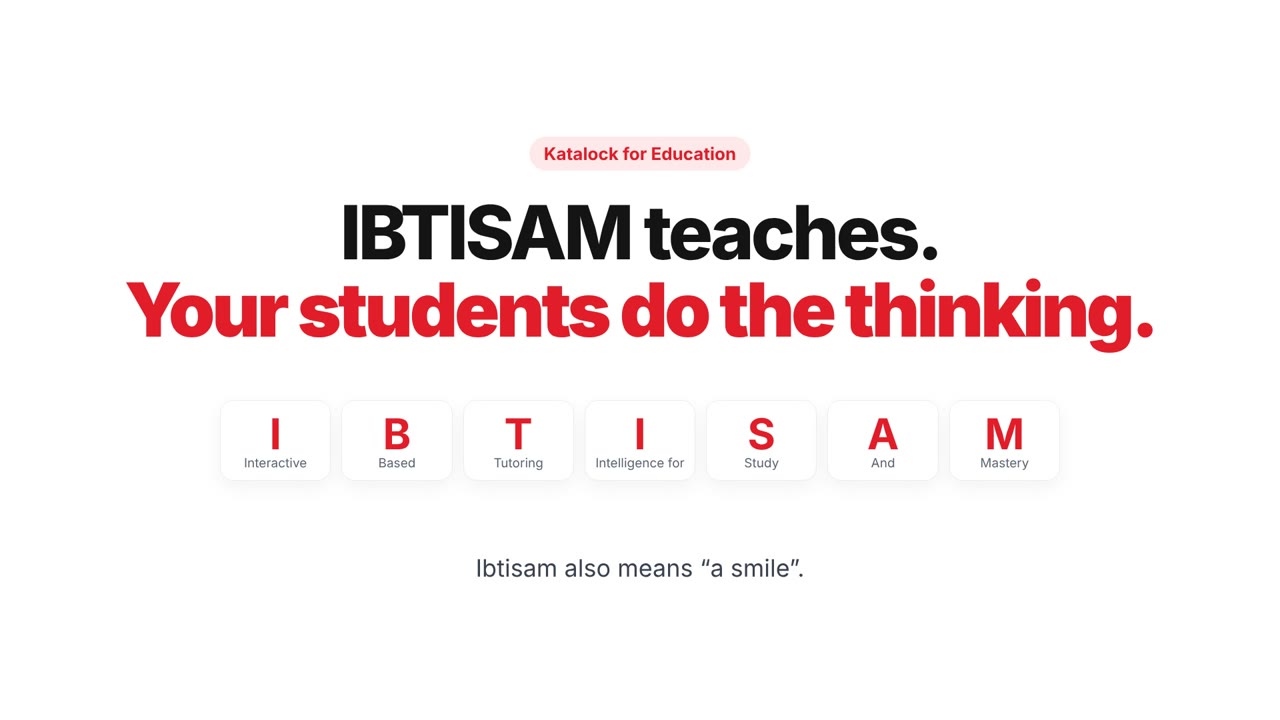 Katalock for Education
IBTISAM teaches.
Your students do the thinking.
I B T I S A M
Interactive Based Tutoring Intelligence for Study And Mastery
Ibtisam also means “a smile”.